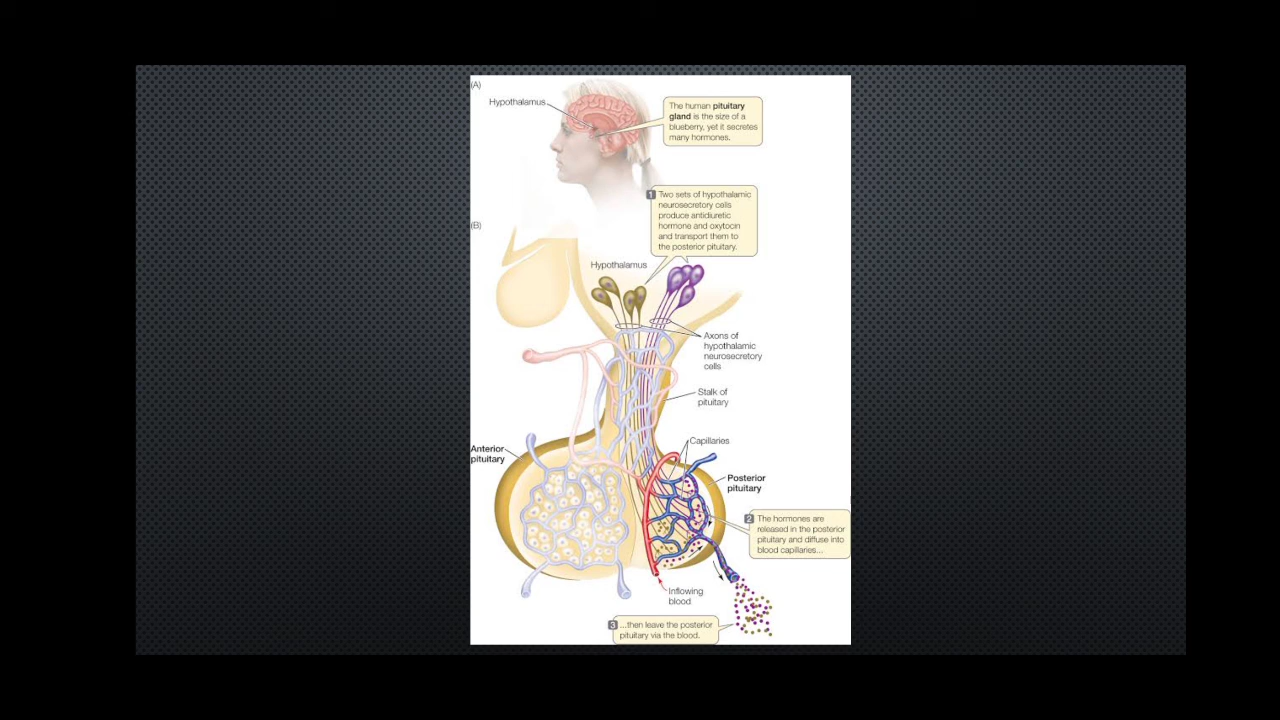 (A)
Hypothalamus
The human pituitary
gland is the size of a
blueberry, yet it secretes
many hormones.
1 Two sets of hypothalamic
neurosecretory cells
produce antidiuretic
hormone and oxytocin
and transport them to
the posterior pituitary.
(B)
Hypothalamus
Axons of
hypothalamic
neurosecretory
cells
Stalk of
pituitary
Capillaries
Anterior
pituitary
Posterior
pituitary
2 The hormones are
released in the posterior
pituitary and diffuse into
blood capillaries...
Inflowing
blood
3 ...then leave the posterior
pituitary via the blood.